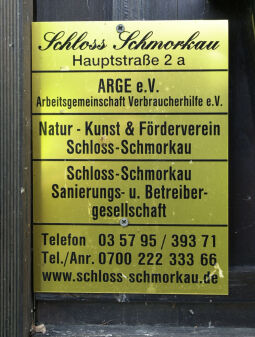 Schloss Schmorkau
Hauptstraße 2 a
ARGE e.V.
Arbeitsgemeinschaft Verbraucherhilfe e.V.
Natur - Kunst & Förderverein
Schloss-Schmorkau
Schloss-Schmorkau
Sanierungs- u. Betreiber-
gesellschaft
Telefon 03 57 95 / 393 71
Tel./Anr. 0700 222 333 66
www.schloss-schmorkau.de